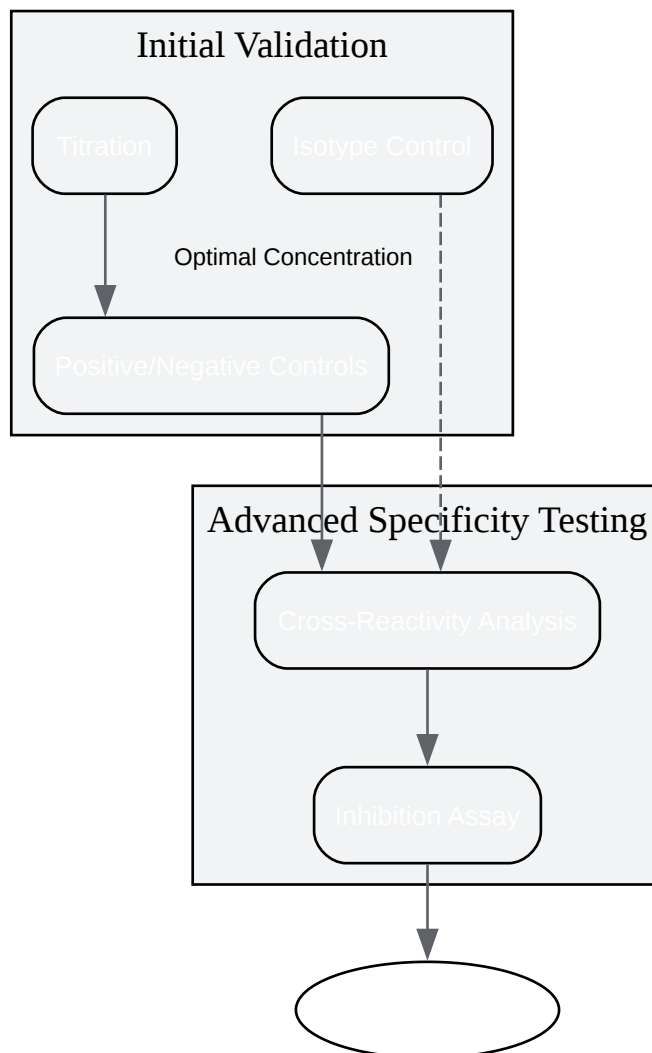 Initial Validation
Titration
Isotype Control
Optimal Concentration
Positive/Negative Controls
Advanced Specificity Testing
Cross-Reactivity Analysis
Inhibition Assay